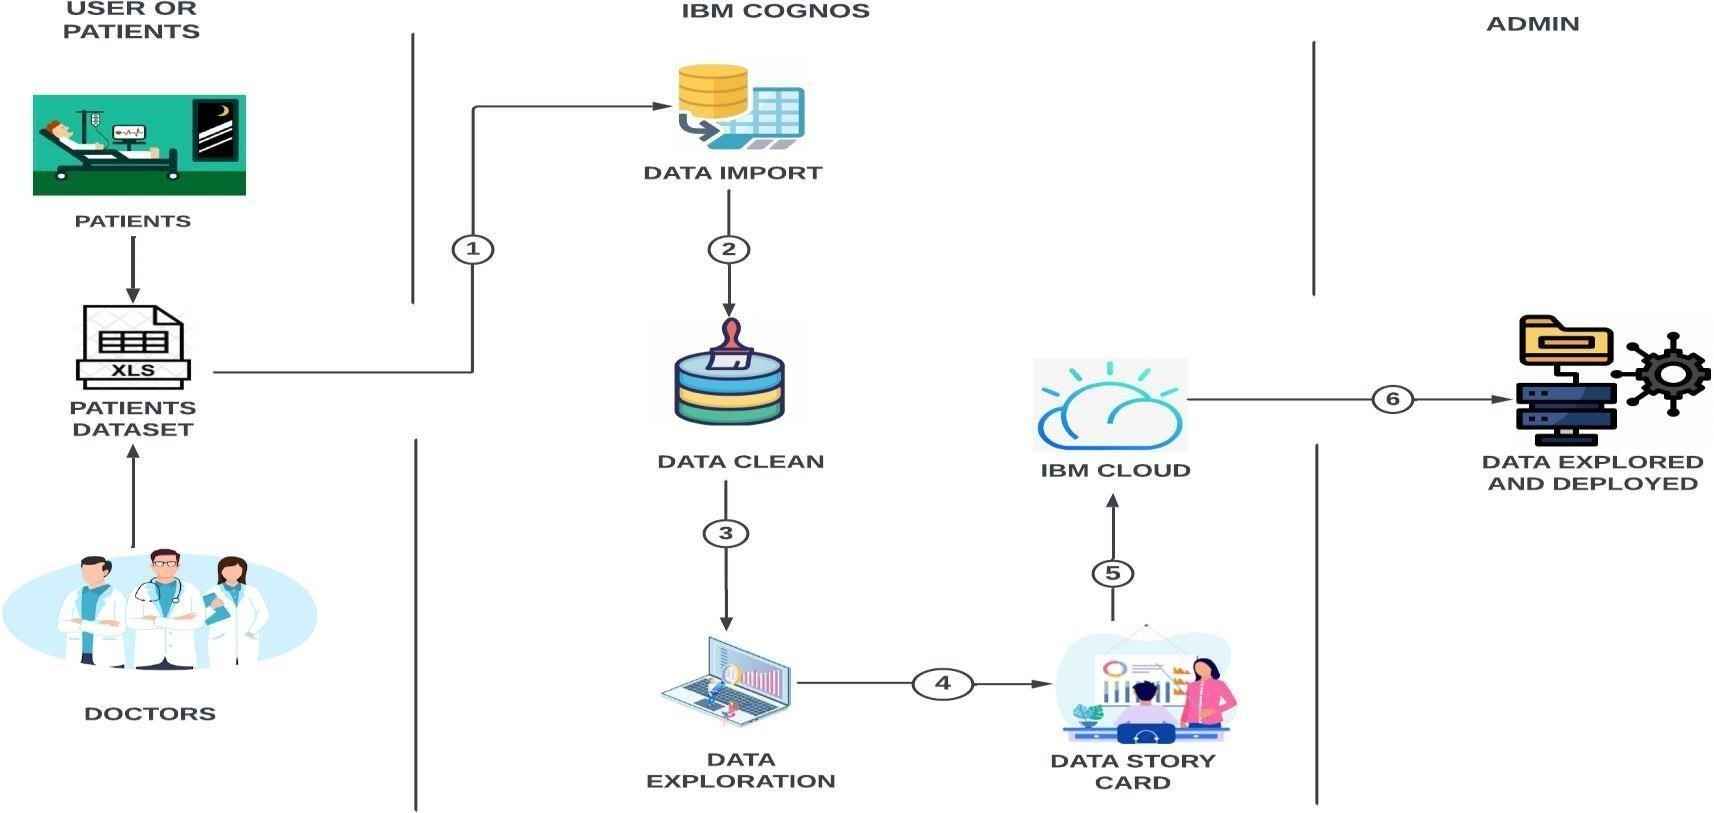 USER OR
PATIENTS
IBM COGNOS
ADMIN
PATIENTS
XLS
PATIENTS
DATASET
DOCTORS
1
DATA IMPORT
2
DATA CLEAN
3
DATA
EXPLORATION
4
DATA STORY
CARD
5
IBM CLOUD
6
DATA EXPLORED
AND DEPLOYED